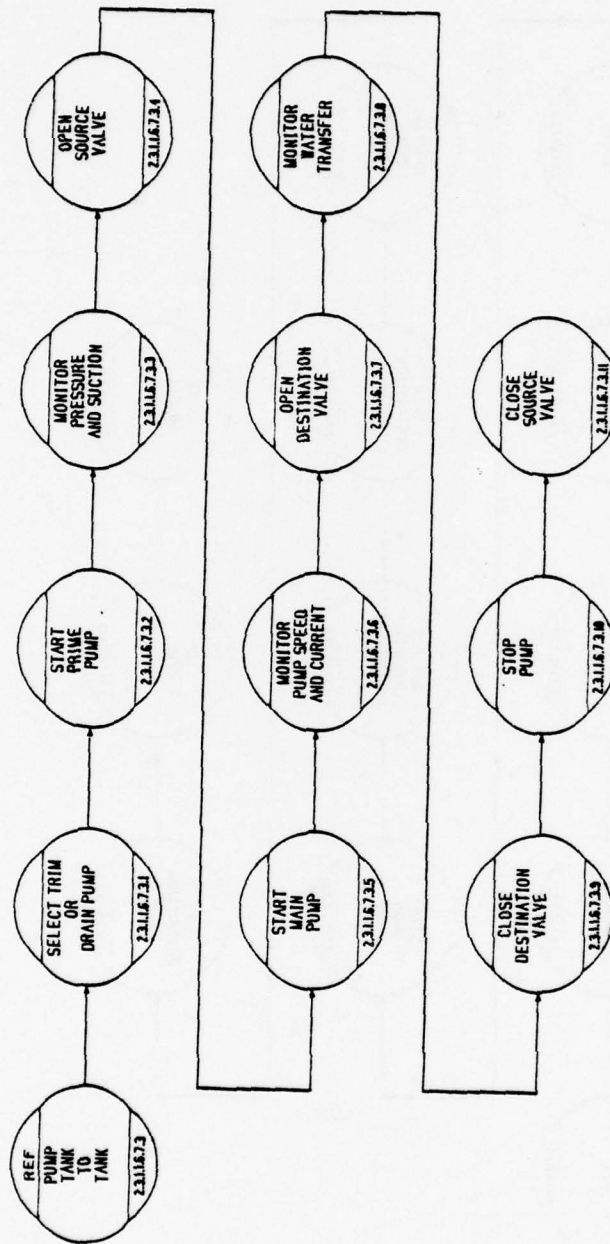 REF
PUMP
TANK
TO
TANK
2.3.1.1.6.7.3
SELECT TRIM
OR
DRAIN PUMP
2.3.1.1.6.7.3.1
START
PRIME
PUMP
2.3.1.1.6.7.3.2
MONITOR
PRESSURE
AND SUCTION
2.3.1.1.6.7.3.3
OPEN
SOURCE
VALVE
2.3.1.1.6.7.3.4
START
MAIN
PUMP
2.3.1.1.6.7.3.5
MONITOR
PUMP SPEED
AND CURRENT
2.3.1.1.6.7.3.6
OPEN
DESTINATION
VALVE
2.3.1.1.6.7.3.7
MONITOR
WATER
TRANSFER
2.3.1.1.6.7.3.8
CLOSE
DESTINATION
VALVE
2.3.1.1.6.7.3.9
STOP
PUMP
2.3.1.1.6.7.3.10
CLOSE
SOURCE
VALVE
2.3.1.1.6.7.3.11